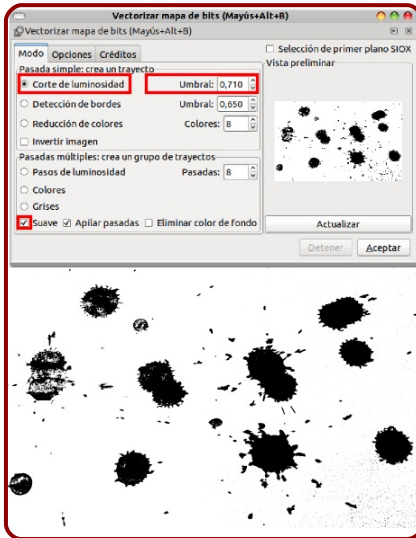 Vectorizar mapa de bits (Mayús+Alt+B)
Vectorizar mapa de bits (Mayús+Alt+B)
Modo Opciones Créditos
Selección de primer plano SIOX
Pasada simple: crea un trayecto
Vista preliminar
Corte de luminosidad Umbral: 0,710
Detección de bordes Umbral: 0,650
Reducción de colores Colores: 8
Invertir imagen
Pasadas múltiples: crea un grupo de trayectos
Pasos de luminosidad Pasadas: 8
Colores
Grises
Suave Apilar pasadas Eliminar color de fondo
Actualizar
Detener Aceptar